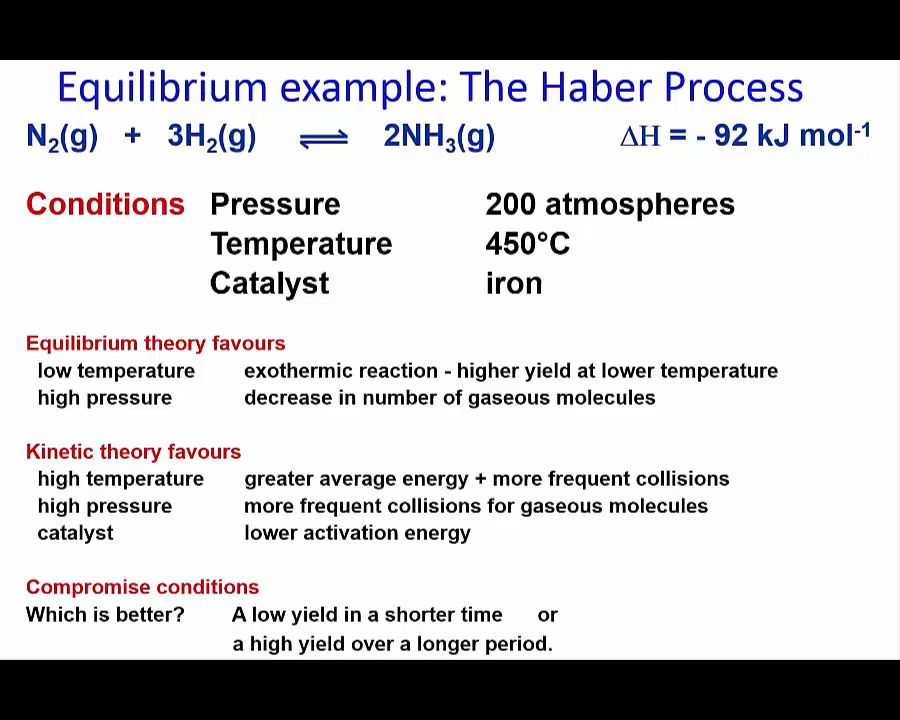 Equilibrium example: The Haber Process
N₂(g) + 3H₂(g) ⇌ 2NH₃(g) ΔH = - 92 kJ mol⁻¹
Conditions Pressure 200 atmospheres
Temperature 450°C
Catalyst iron
Equilibrium theory favours
low temperature exothermic reaction - higher yield at lower temperature
high pressure decrease in number of gaseous molecules
Kinetic theory favours
high temperature greater average energy + more frequent collisions
high pressure more frequent collisions for gaseous molecules
catalyst lower activation energy
Compromise conditions
Which is better? A low yield in a shorter time or
a high yield over a longer period.